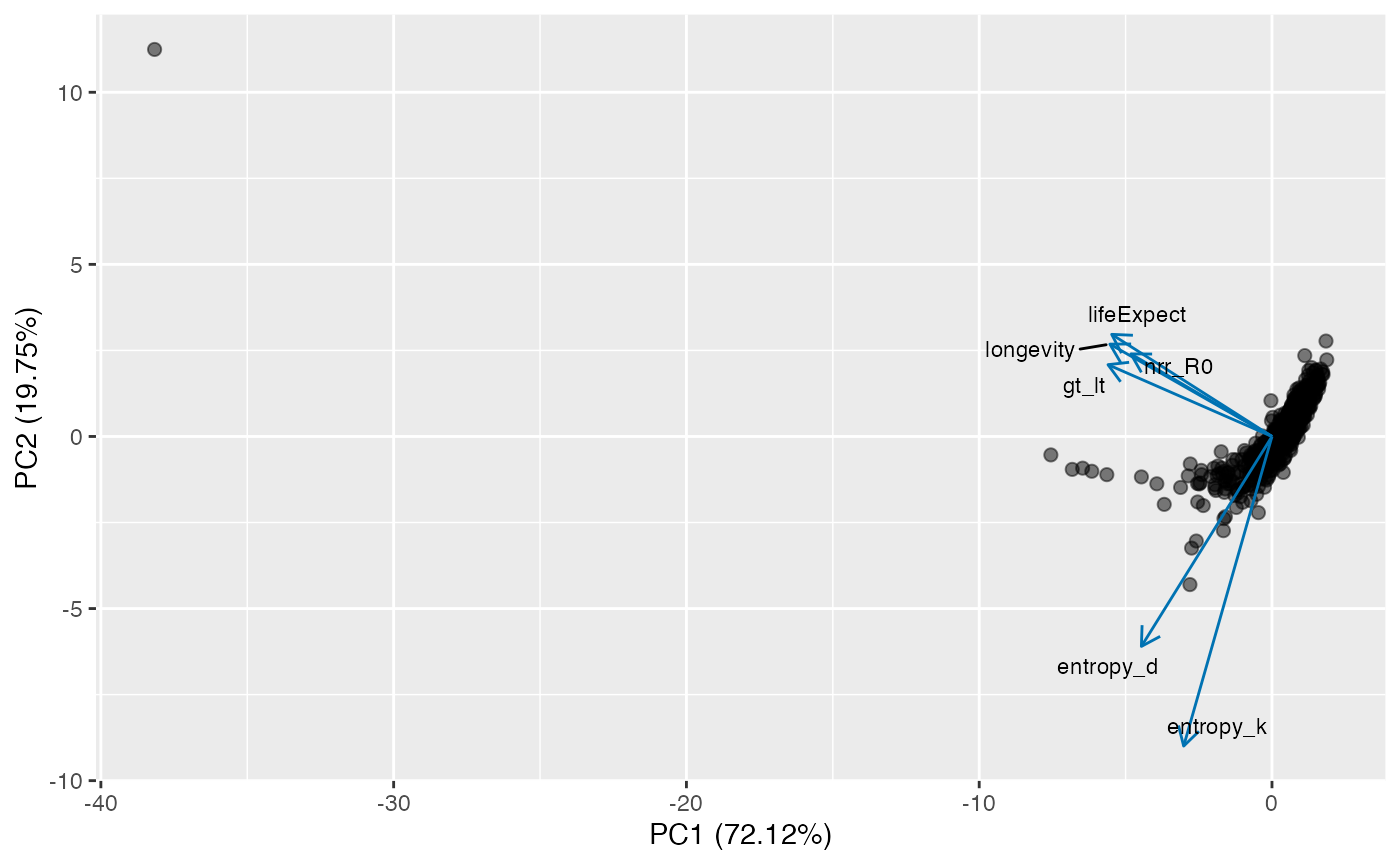 10
5
0
-5
-10
PC2 (19.75%)
lifeExpect
longevity
nrr_R0
gt_lt
entropy_d
entropy_k
-40
-30
-20
-10
0
PC1 (72.12%)